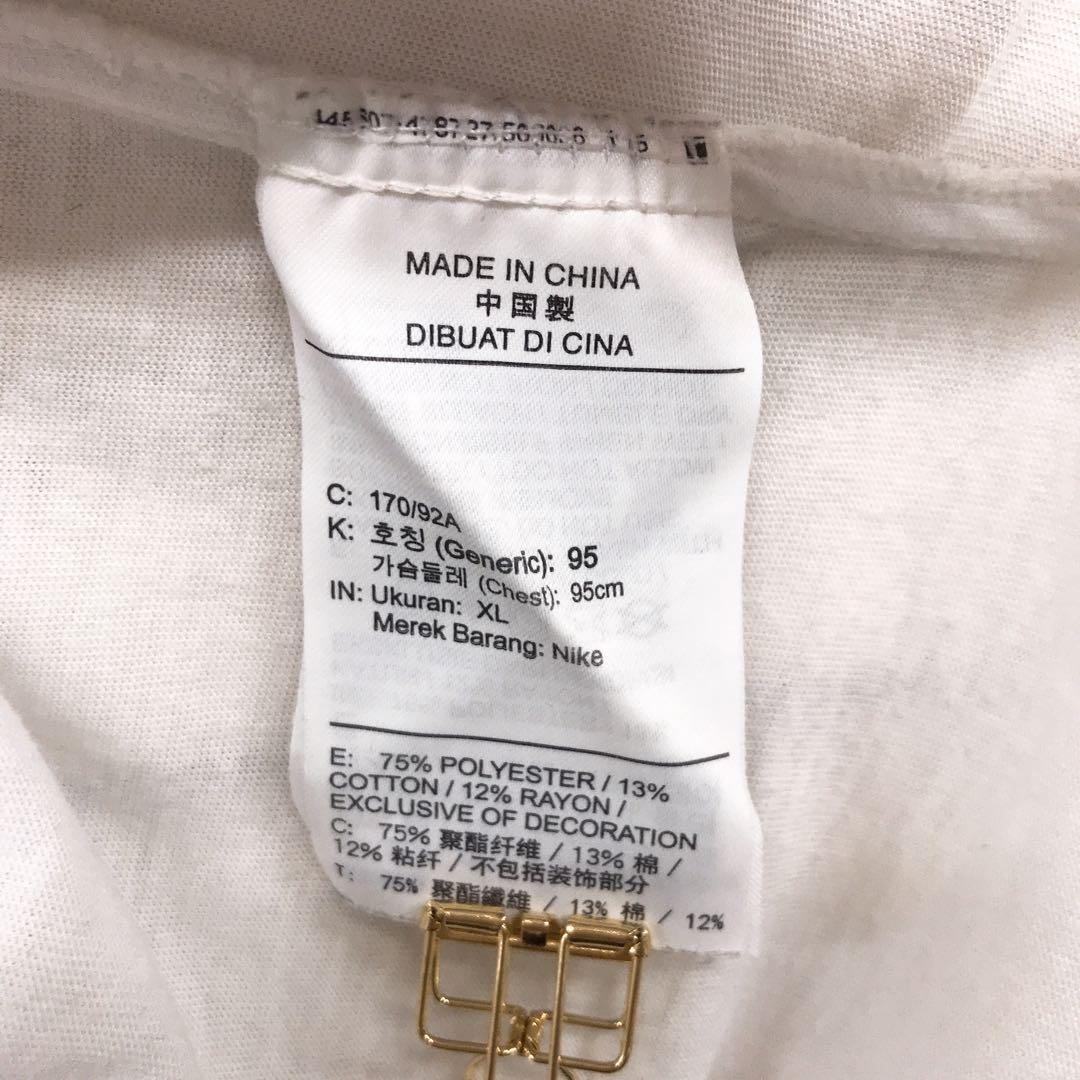 MADE IN CHINA
中国製
DIBUAT DI CINA
C: 170/92A
K: 호칭 (Generic): 95
가슴둘레 (Chest): 95cm
IN: Ukuran: XL
Merek Barang: Nike
E: 75% POLYESTER / 13%
COTTON / 12% RAYON /
EXCLUSIVE OF DECORATION
C: 75% 聚酯纤维 / 13% 棉 /
12% 粘纤 / 不包括装饰部分
T: 75% 聚酯纖維 / 13% 棉 / 12%